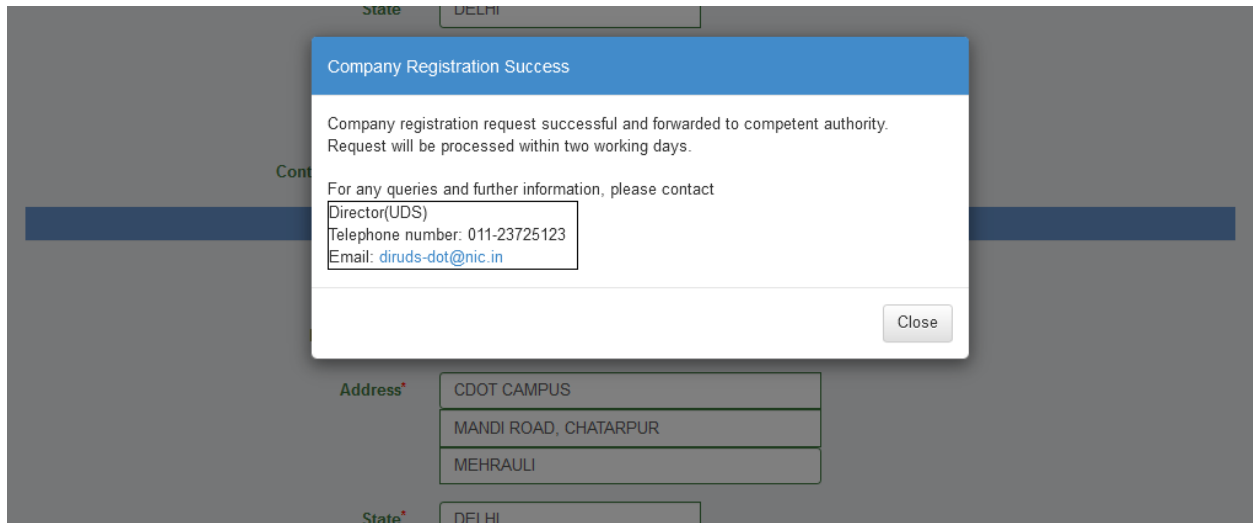 State
DELHI
Company Registration Success
Company registration request successful and forwarded to competent authority.
Request will be processed within two working days.
Cont
For any queries and further information, please contact
Director(UDS)
Telephone number: 011-23725123
Email: diruds-dot@nic.in
Close
Address*
CDOT CAMPUS
MANDI ROAD, CHATARPUR
MEHRAULI
State*
DELHI